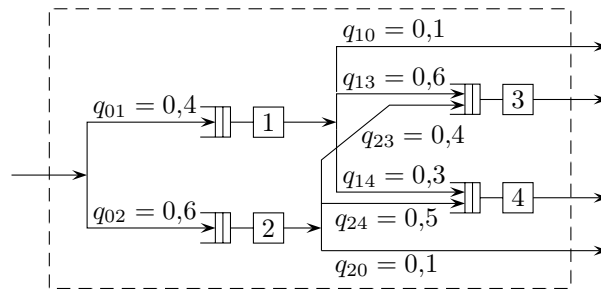 q10 = 0,1
q13 = 0,6
3
q01 = 0,4
1
q23 = 0,4
q14 = 0,3
4
q02 = 0,6
2
q24 = 0,5
q20 = 0,1